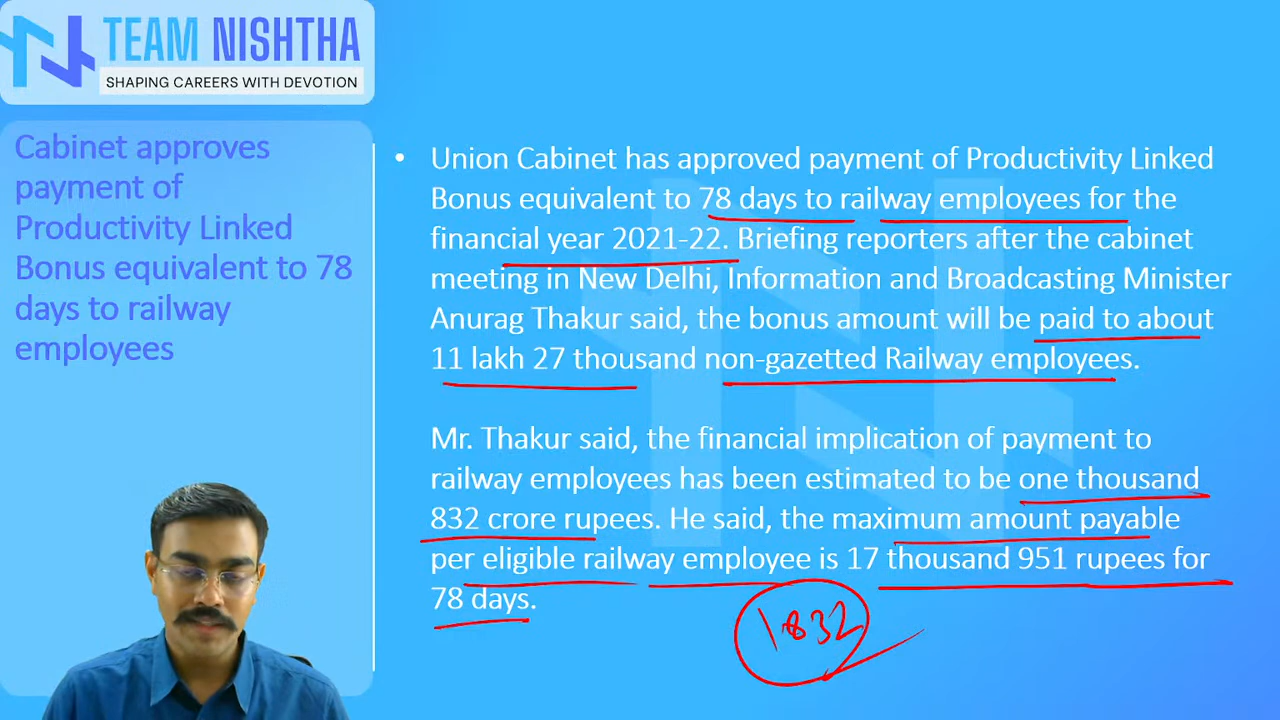 TEAM NISHTHA
SHAPING CAREERS WITH DEVOTION
Cabinet approves
payment of
Productivity Linked
Bonus equivalent to 78
days to railway
employees
• Union Cabinet has approved payment of Productivity Linked
Bonus equivalent to 78 days to railway employees for the
financial year 2021-22. Briefing reporters after the cabinet
meeting in New Delhi, Information and Broadcasting Minister
Anurag Thakur said, the bonus amount will be paid to about
11 lakh 27 thousand non-gazetted Railway employees.
Mr. Thakur said, the financial implication of payment to
railway employees has been estimated to be one thousand
832 crore rupees. He said, the maximum amount payable
per eligible railway employee is 17 thousand 951 rupees for
78 days.
1832